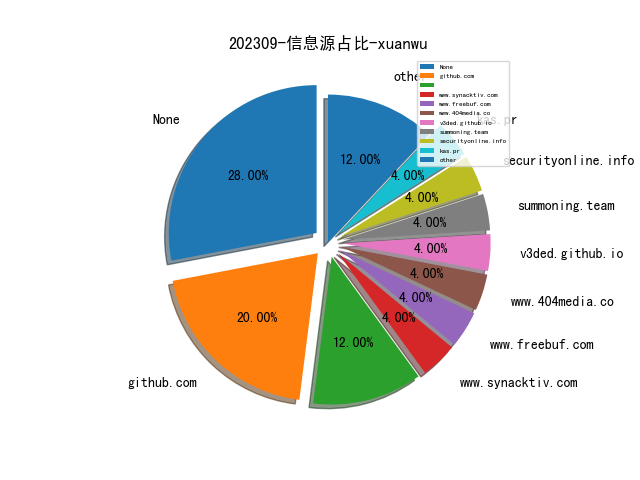 202309-信息源占比-xuanwu
None
github.com
www.synacktiv.com
www.freebuf.com
www.404media.co
v3ded.github.io
summoning.team
securityonline.info
kas.pr
other
None
28.00%
github.com
20.00%
12.00%
www.synacktiv.com
4.00%
www.freebuf.com
4.00%
www.404media.co
4.00%
v3ded.github.io
4.00%
summoning.team
4.00%
securityonline.info
4.00%
kas.pr
4.00%
other
12.00%